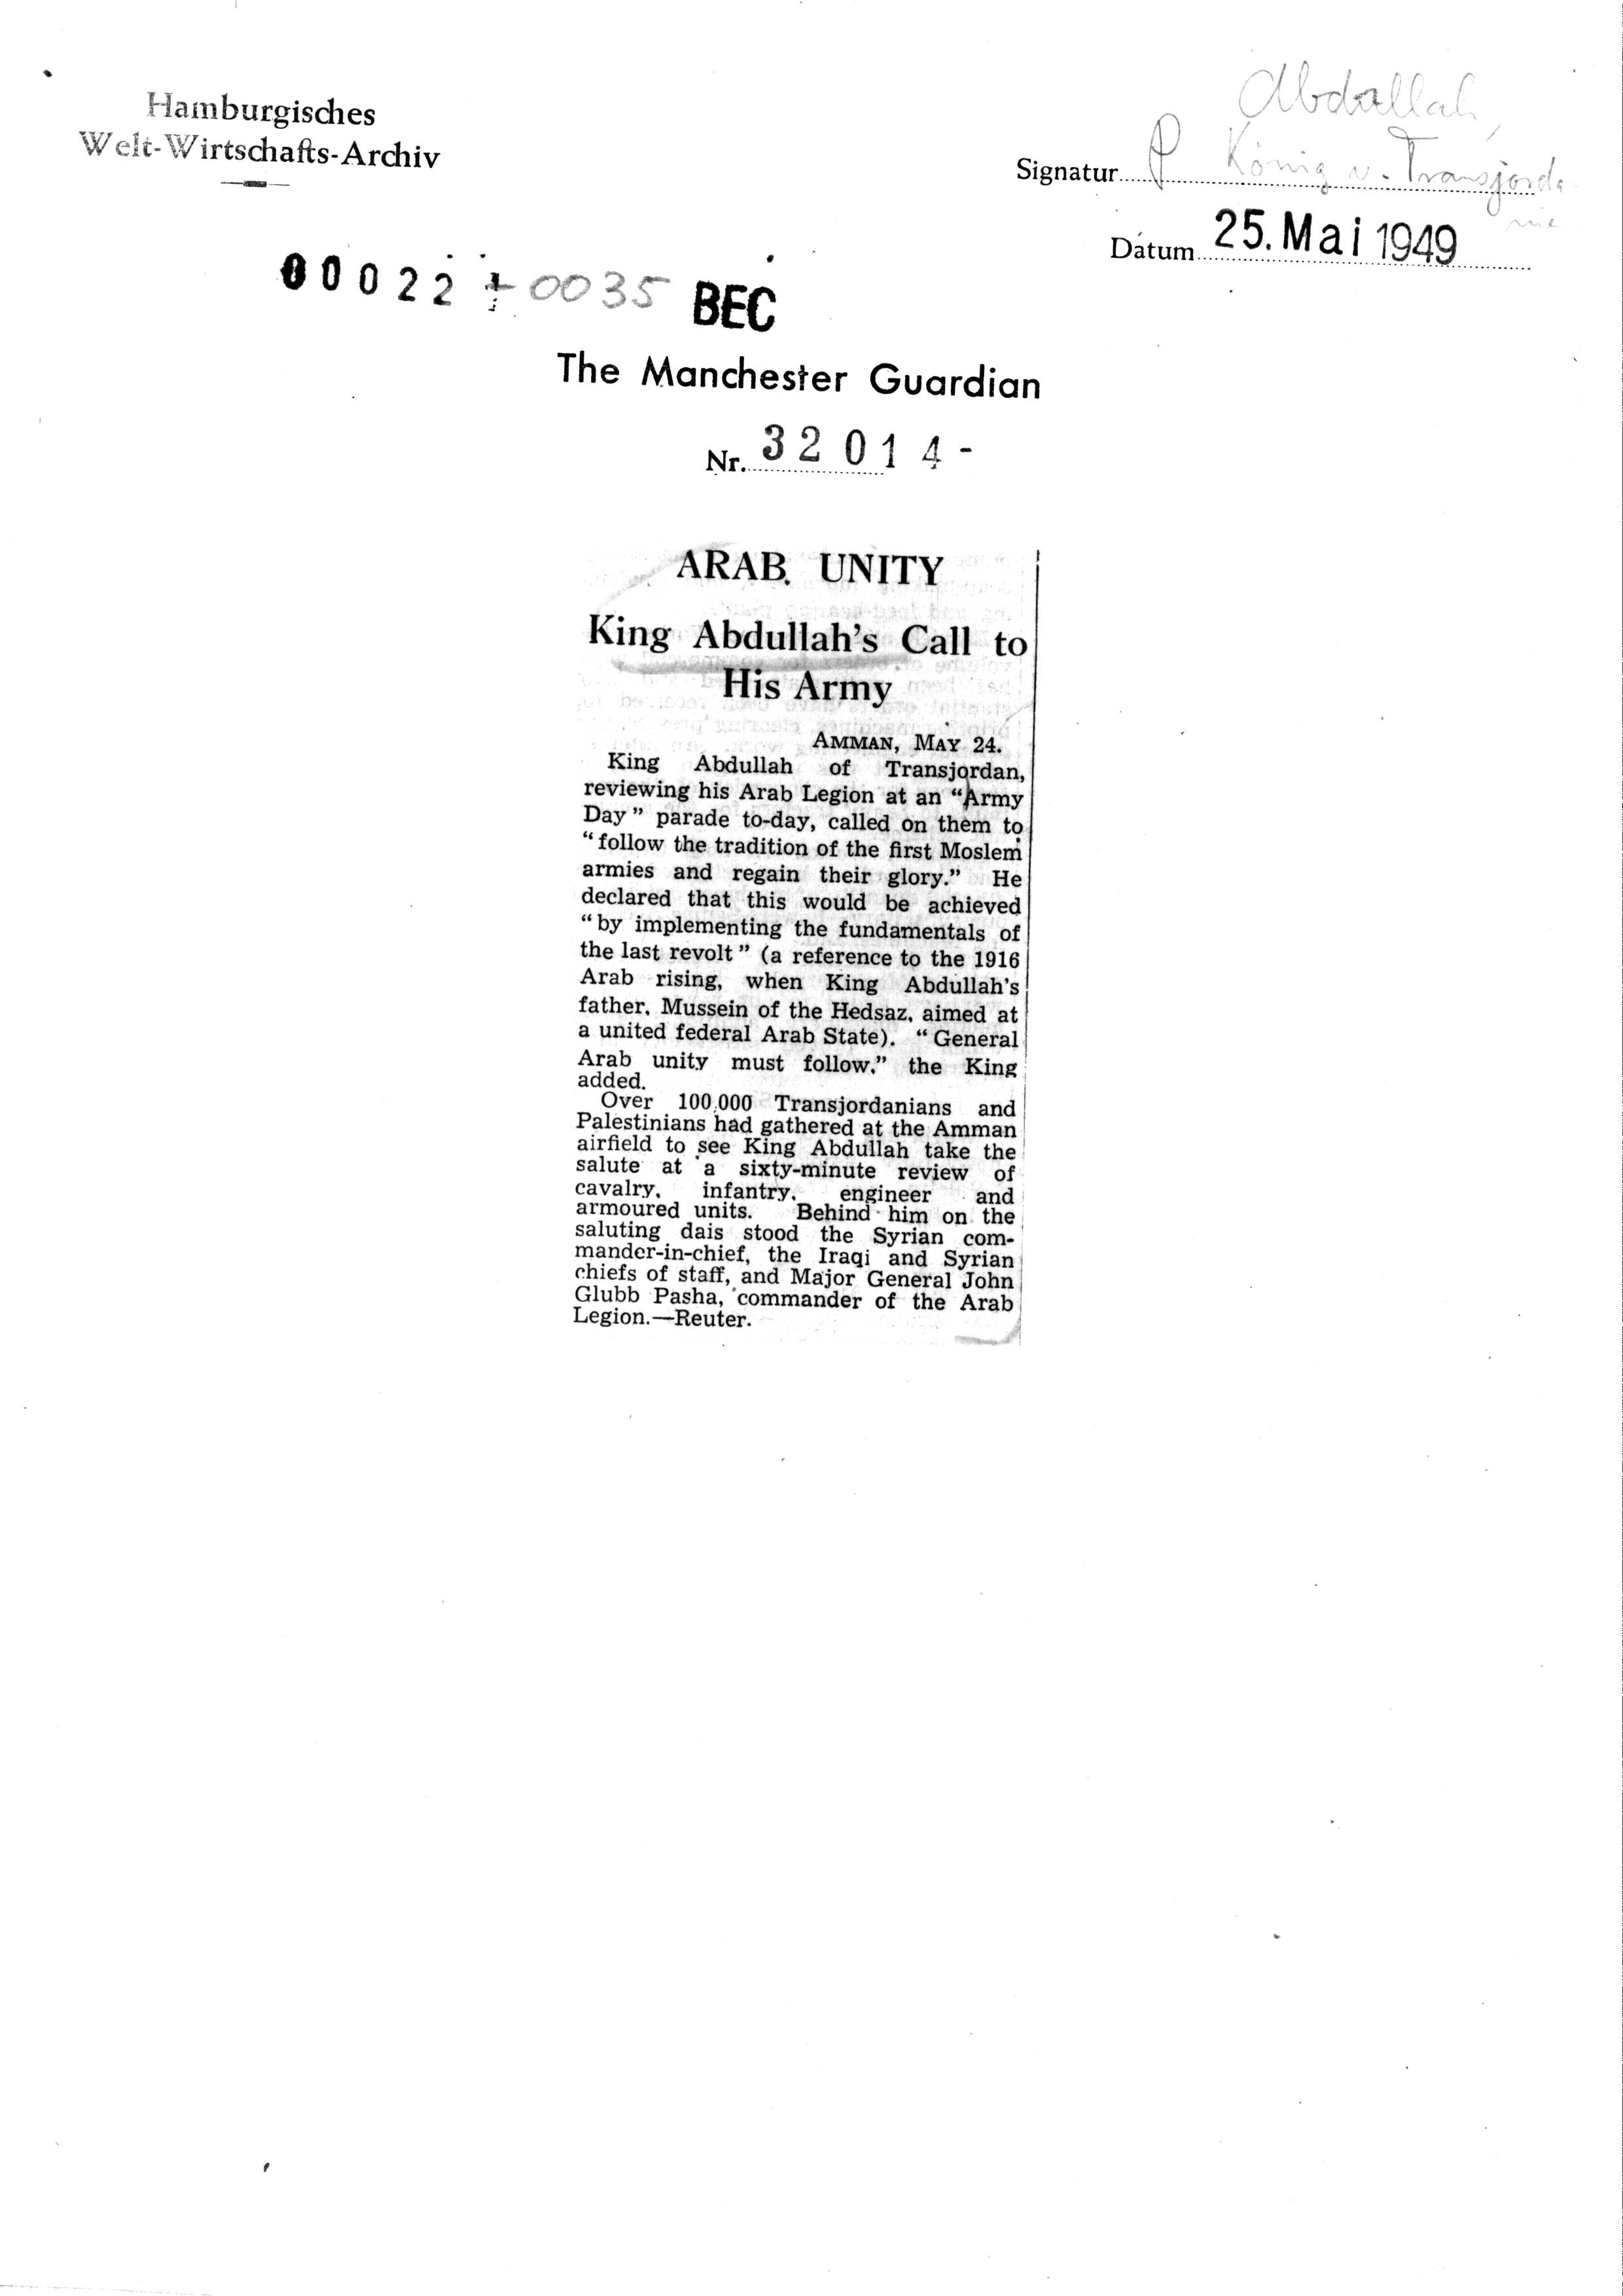 Hamburgisches
Welt-Wirtschafts-Archiv
Abdallah,
Signatur P König v. Transjorda
nie
Datum 25. Mai 1949
00022 + 0035 BEC
The Manchester Guardian
Nr. 32014-
ARAB UNITY
King Abdullah's Call to
His Army
AMMAN, MAY 24.
King Abdullah of Transjordan,
reviewing his Arab Legion at an “Army
Day” parade to-day, called on them to
“follow the tradition of the first Moslem
armies and regain their glory.” He
declared that this would be achieved
“by implementing the fundamentals of
the last revolt” (a reference to the 1916
Arab rising, when King Abdullah's
father, Mussein of the Hedsaz, aimed at
a united federal Arab State). “General
Arab unity must follow,” the King
added.
Over 100,000 Transjordanians and
Palestinians had gathered at the Amman
airfield to see King Abdullah take the
salute at a sixty-minute review of
cavalry, infantry, engineer and
armoured units. Behind him on the
saluting dais stood the Syrian com-
mander-in-chief, the Iraqi and Syrian
chiefs of staff, and Major General John
Glubb Pasha, commander of the Arab
Legion.—Reuter.